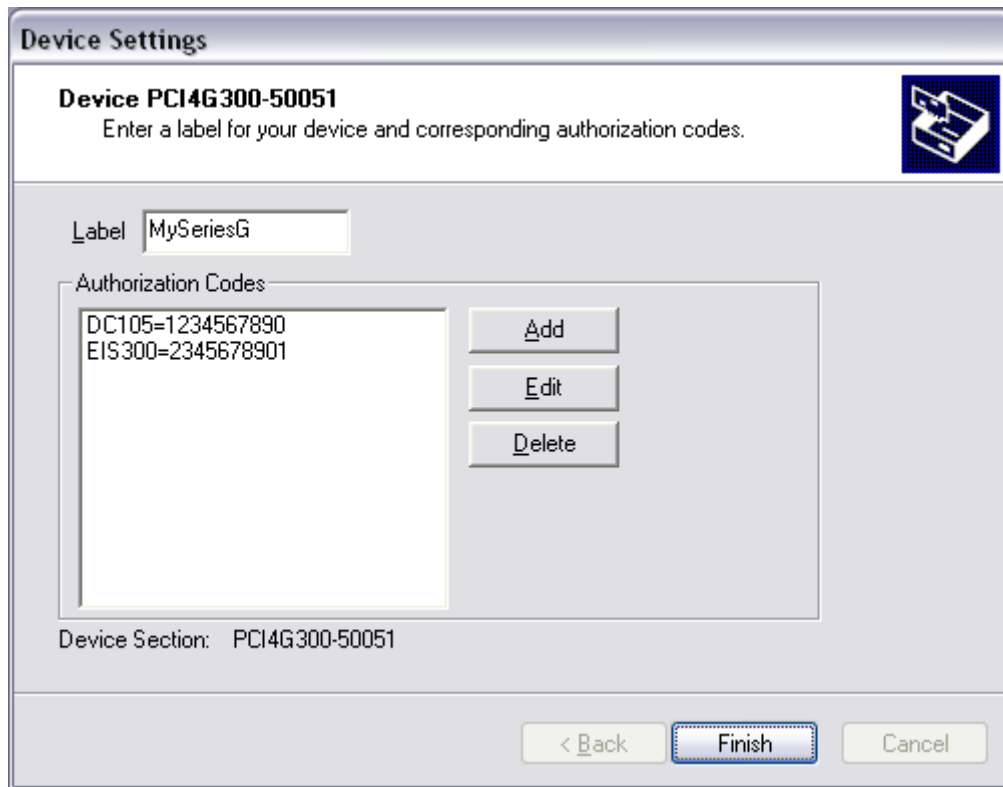 Device Settings
Device PCI4G300-50051
Enter a label for your device and corresponding authorization codes.
Label MySeriesG
Authorization Codes
DC105=1234567890
EIS300=2345678901
Add
Edit
Delete
Device Section: PCI4G300-50051
< Back Finish Cancel